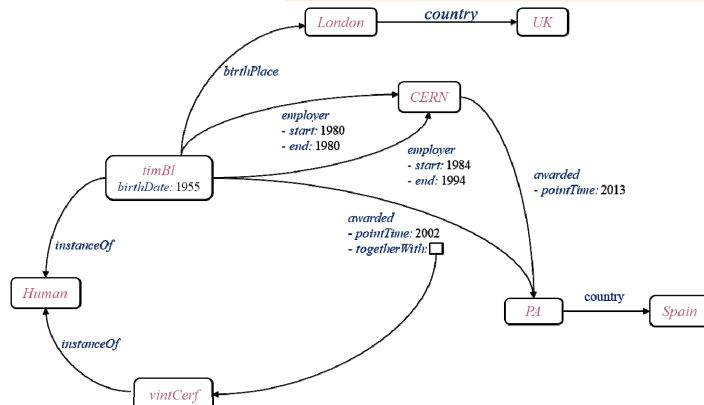 London
country
UK
birthPlace
CERN
employer
- start: 1980
- end: 1980
employer
- start: 1984
- end: 1994
timBl
birthDate: 1955
awarded
- pointTime: 2013
awarded
- pointTime: 2002
- togetherWith:
instanceOf
Human
PA
country
Spain
instanceOf
vintCerf